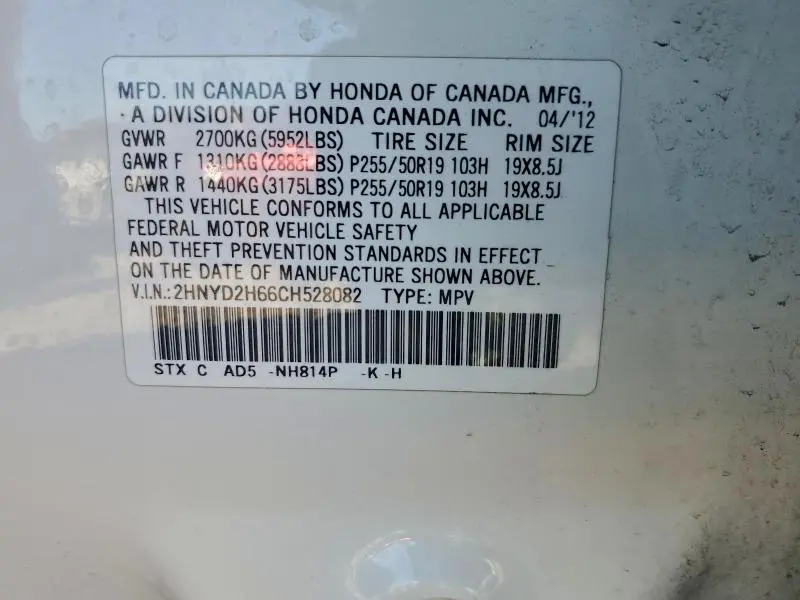 MFD. IN CANADA BY HONDA OF CANADA MFG.,
A DIVISION OF HONDA CANADA INC. 04/'12
GVWR 2700KG (5952LBS) TIRE SIZE RIM SIZE
GAWR F 1310KG (2888LBS) P255/50R19 103H 19X8.5J
GAWR R 1440KG (3175LBS) P255/50R19 103H 19X8.5J
THIS VEHICLE CONFORMS TO ALL APPLICABLE
FEDERAL MOTOR VEHICLE SAFETY
AND THEFT PREVENTION STANDARDS IN EFFECT
ON THE DATE OF MANUFACTURE SHOWN ABOVE.
V.I.N.:2HNYD2H66CH528082 TYPE: MPV
STX C AD5 -NH814P -K -H